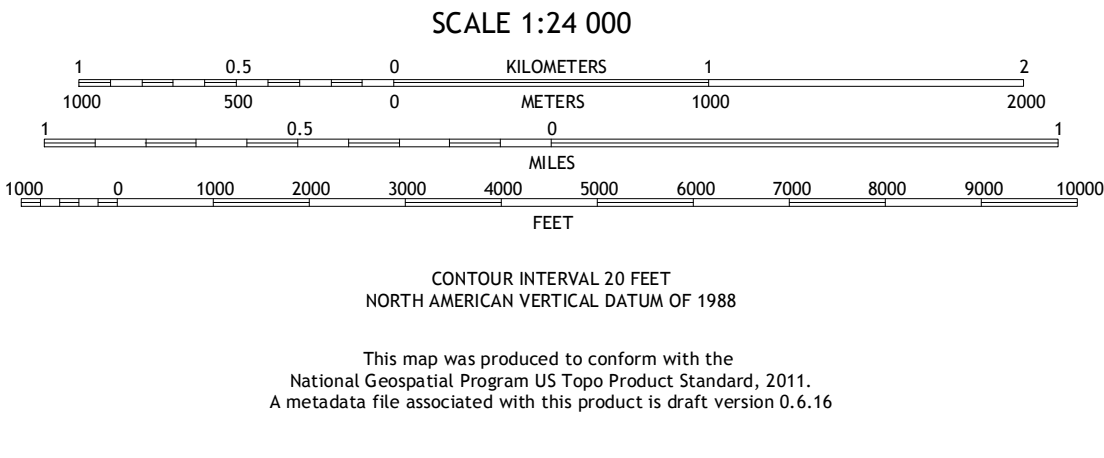 SCALE 1:24 000
1 0.5 0 KILOMETERS 1 2
1000 500 0 METERS 1000 2000
1 0.5 0 1
MILES
1000 0 1000 2000 3000 4000 5000 6000 7000 8000 9000 10000
FEET
CONTOUR INTERVAL 20 FEET
NORTH AMERICAN VERTICAL DATUM OF 1988
This map was produced to conform with the
National Geospatial Program US Topo Product Standard, 2011.
A metadata file associated with this product is draft version 0.6.16